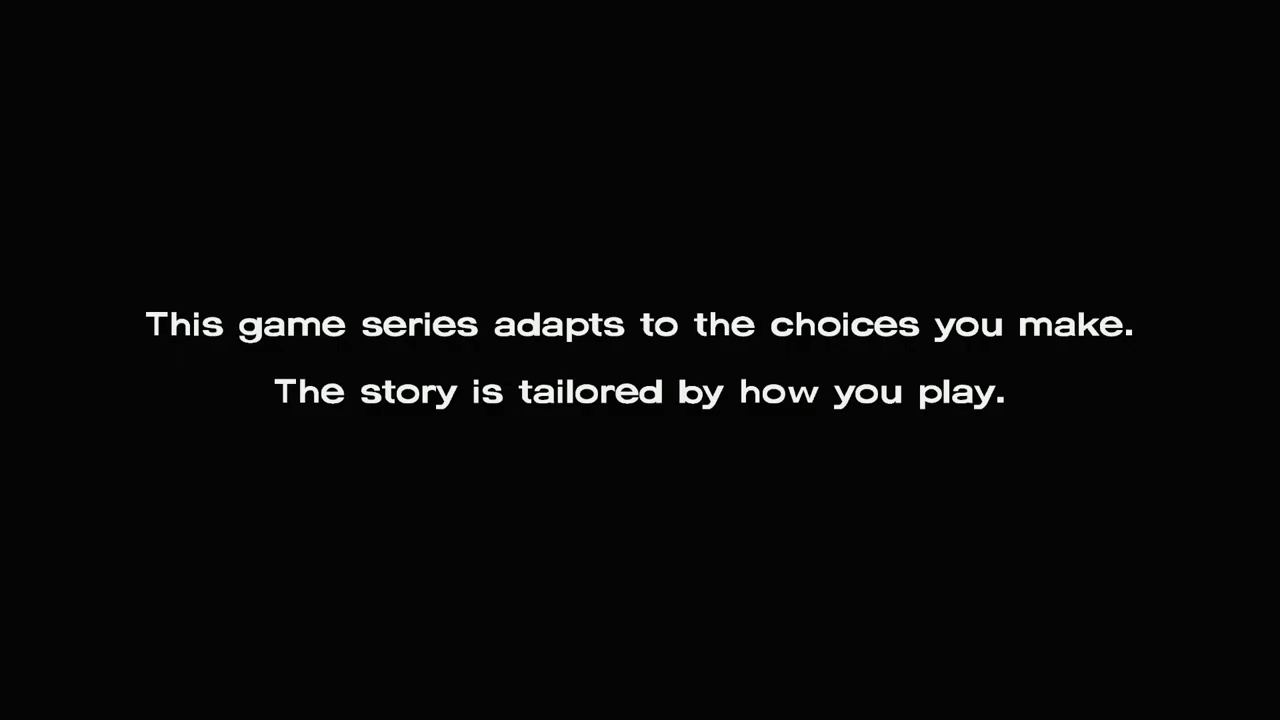 This game series adapts to the choices you make.
The story is tailored by how you play.